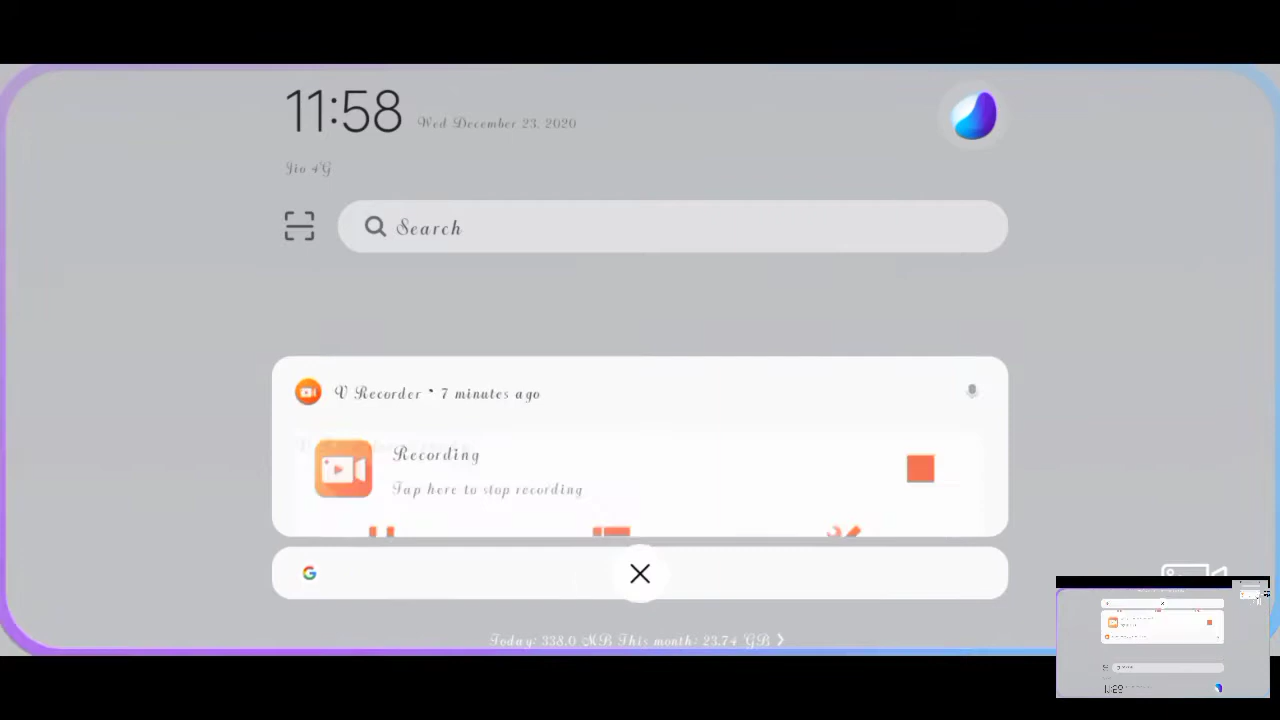 11:58 Wed December 23, 2020
Jio 4G
Search
V Recorder • 7 minutes ago
Recording
Tap here to stop recording
Today: 338.0 MB This month: 23.74 GB